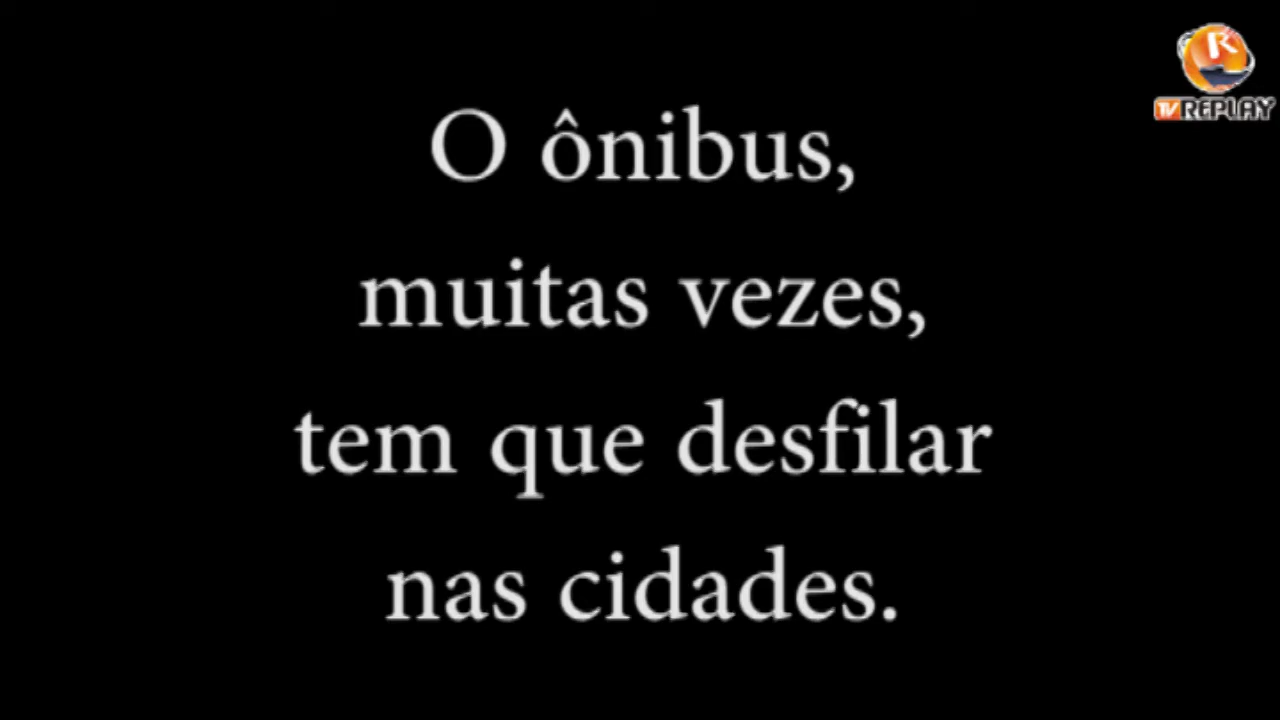 R
TV REPLAY
O ônibus,
muitas vezes,
tem que desfilar
nas cidades.